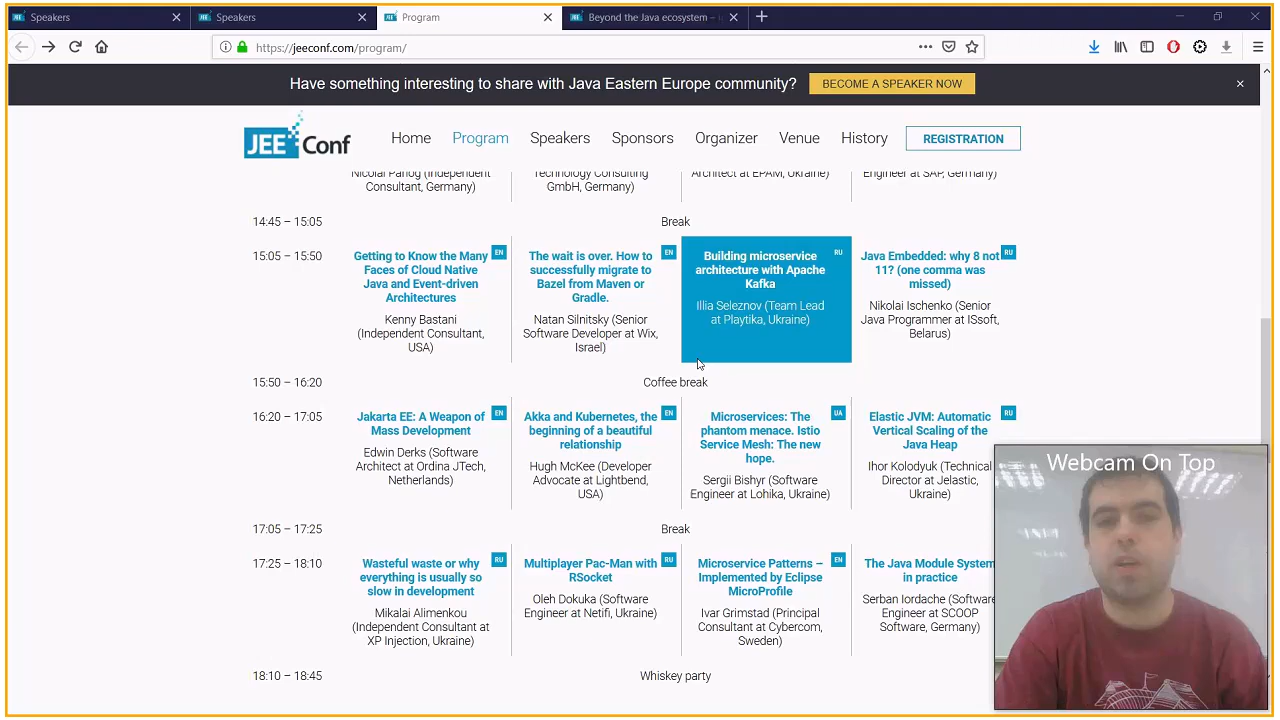 Speakers
Speakers
Program
Beyond the Java ecosystem –
https://jeeconf.com/program/
Have something interesting to share with Java Eastern Europe community?
BECOME A SPEAKER NOW
JEE Conf
Home
Program
Speakers
Sponsors
Organizer
Venue
History
REGISTRATION
Nicolai Parlog (Independent
Consultant, Germany)
Technology Consulting
GmbH, Germany)
Architect at EPAM, Ukraine)
Engineer at SAP, Germany)
14:45 – 15:05
Break
15:05 – 15:50
Getting to Know the Many
Faces of Cloud Native
Java and Event-driven
Architectures
EN
Kenny Bastani
(Independent Consultant,
USA)
The wait is over. How to
successfully migrate to
Bazel from Maven or
Gradle.
EN
Natan Silnitsky (Senior
Software Developer at Wix,
Israel)
Building microservice
architecture with Apache
Kafka
RU
Illia Seleznov (Team Lead
at Playtika, Ukraine)
Java Embedded: why 8 not
11? (one comma was
missed)
RU
Nikolai Ischenko (Senior
Java Programmer at ISsoft,
Belarus)
15:50 – 16:20
Coffee break
16:20 – 17:05
Jakarta EE: A Weapon of
Mass Development
EN
Edwin Derks (Software
Architect at Ordina JTech,
Netherlands)
Akka and Kubernetes, the
beginning of a beautiful
relationship
EN
Hugh McKee (Developer
Advocate at Lightbend,
USA)
Microservices: The
phantom menace. Istio
Service Mesh: The new
hope.
UA
Sergii Bishyr (Software
Engineer at Lohika, Ukraine)
Elastic JVM: Automatic
Vertical Scaling of the
Java Heap
RU
Ihor Kolodyuk (Technical
Director at Jelastic,
Ukraine)
17:05 – 17:25
Break
17:25 – 18:10
Wasteful waste or why
everything is usually so
slow in development
RU
Mikalai Alimenkou
(Independent Consultant at
XP Injection, Ukraine)
Multiplayer Pac-Man with
RSocket
RU
Oleh Dokuka (Software
Engineer at Netifi, Ukraine)
Microservice Patterns –
Implemented by Eclipse
MicroProfile
EN
Ivar Grimstad (Principal
Consultant at Cybercom,
Sweden)
The Java Module System
in practice
Serban Iordache (Software
Engineer at SCOOP
Software, Germany)
18:10 – 18:45
Whiskey party
Webcam On Top